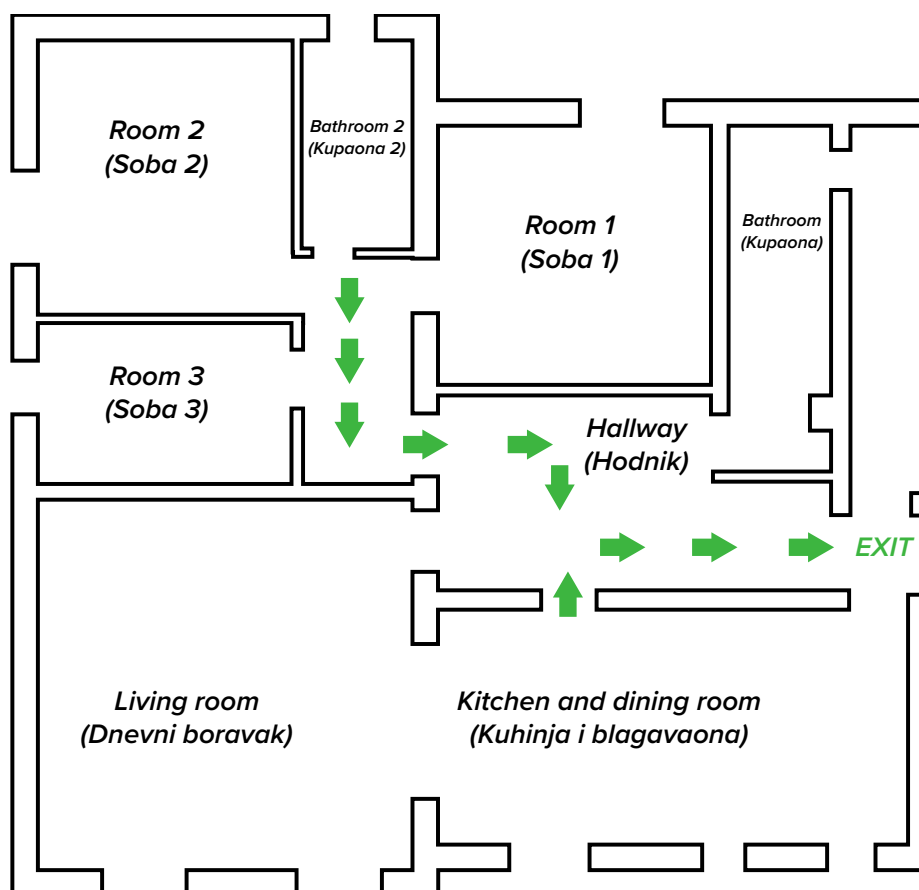 Room 2
(Soba 2)
Bathroom 2
(Kupaona 2)
Room 1
(Soba 1)
Bathroom
(Kupaona)
Room 3
(Soba 3)
Hallway
(Hodnik)
EXIT
Living room
(Dnevni boravak)
Kitchen and dining room
(Kuhinja i blagavaona)